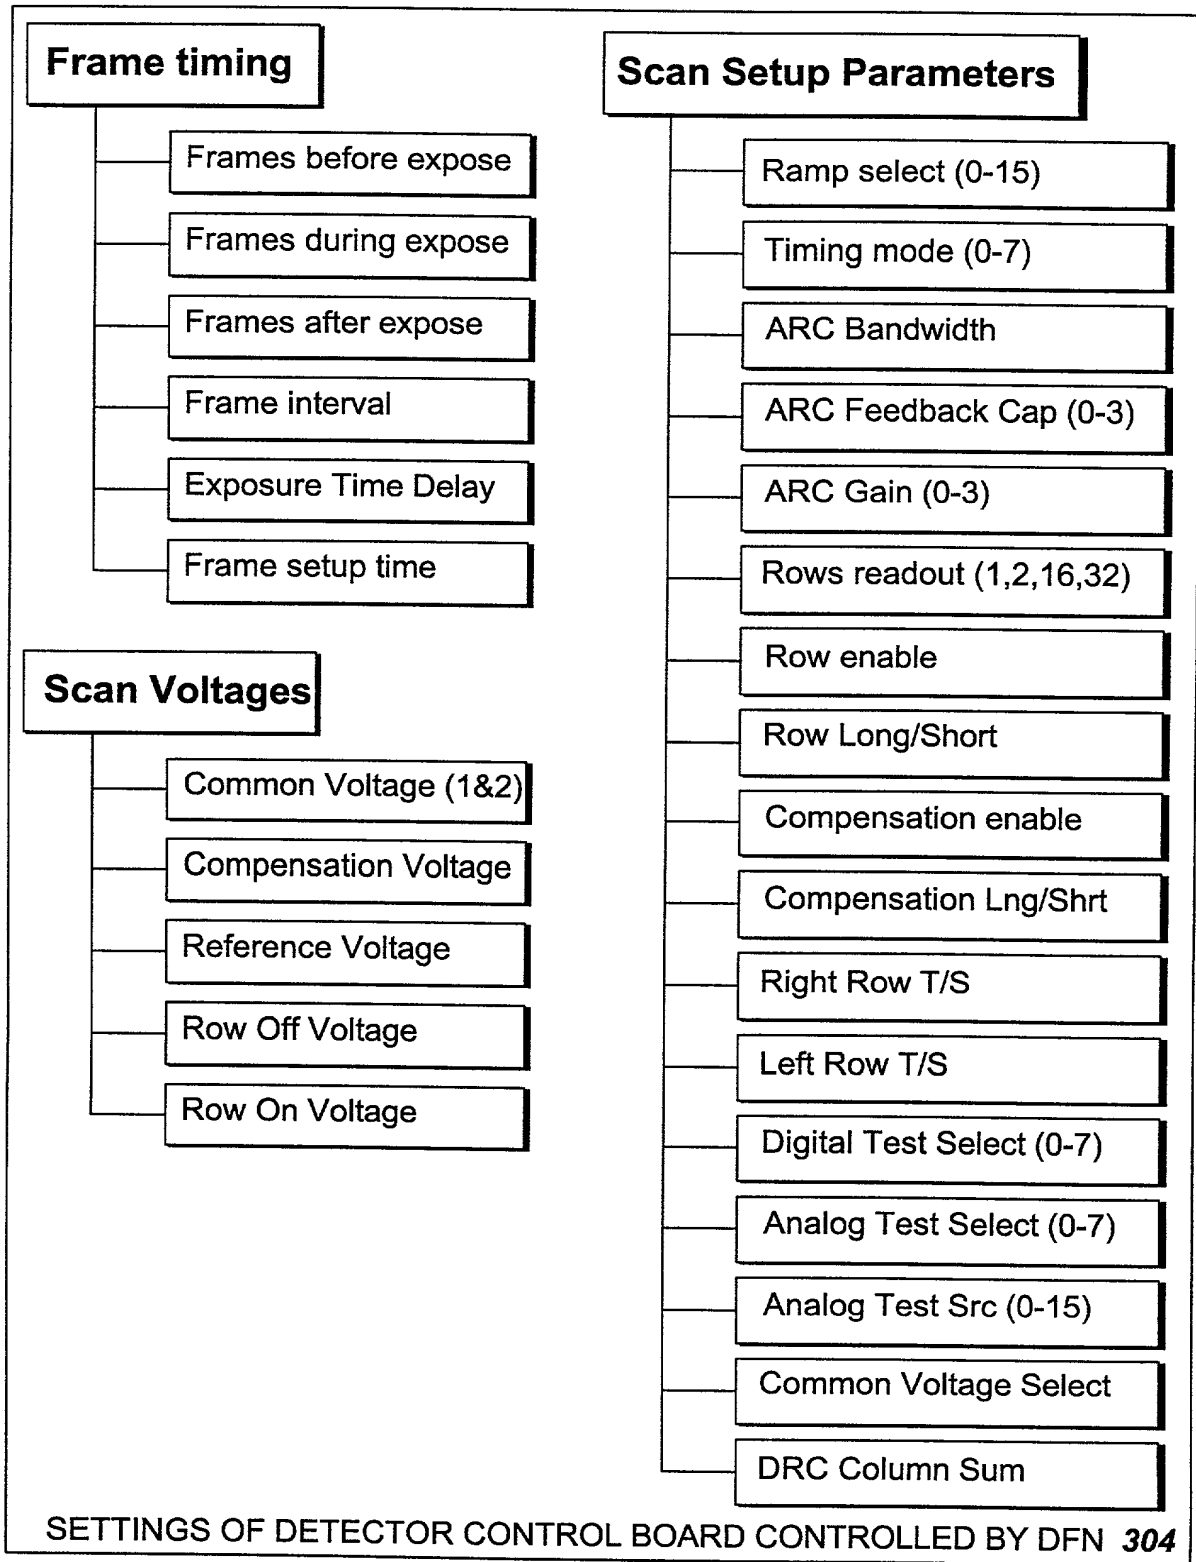 Frame timing
Frames before expose
Frames during expose
Frames after expose
Frame interval
Exposure Time Delay
Frame setup time
Scan Voltages
Common Voltage (1&2)
Compensation Voltage
Reference Voltage
Row Off Voltage
Row On Voltage
Scan Setup Parameters
Ramp select (0-15)
Timing mode (0-7)
ARC Bandwidth
ARC Feedback Cap (0-3)
ARC Gain (0-3)
Rows readout (1,2,16,32)
Row enable
Row Long/Short
Compensation enable
Compensation Lng/Shrt
Right Row T/S
Left Row T/S
Digital Test Select (0-7)
Analog Test Select (0-7)
Analog Test Src (0-15)
Common Voltage Select
DRC Column Sum
SETTINGS OF DETECTOR CONTROL BOARD CONTROLLED BY DFN 304